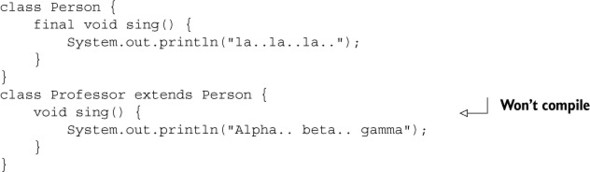 class Person {
    final void sing() {
        System.out.println("la..la..la..");
    }
}
class Professor extends Person {
    void sing() {
        System.out.println("Alpha.. beta.. gamma");
    }
}
Won't compile